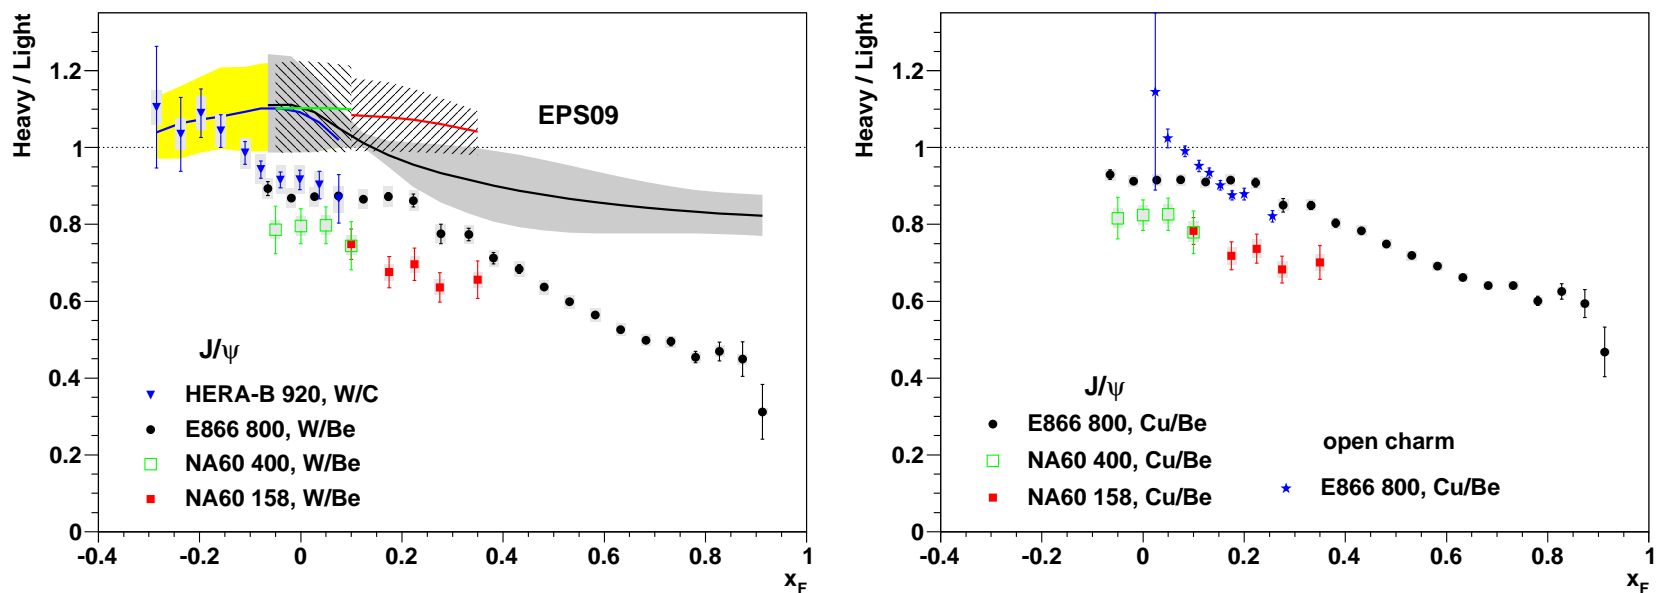 Heavy / Light
1.2
1
0.8
0.6
0.4
0.2
0
-0.4
-0.2
0
0.2
0.4
0.6
0.8
1
x_F
EPS09
J/ψ
HERA-B 920, W/C
E866 800, W/Be
NA60 400, W/Be
NA60 158, W/Be
Heavy / Light
1.2
1
0.8
0.6
0.4
0.2
0
-0.4
-0.2
0
0.2
0.4
0.6
0.8
1
x_F
J/ψ
E866 800, Cu/Be
NA60 400, Cu/Be
NA60 158, Cu/Be
open charm
E866 800, Cu/Be